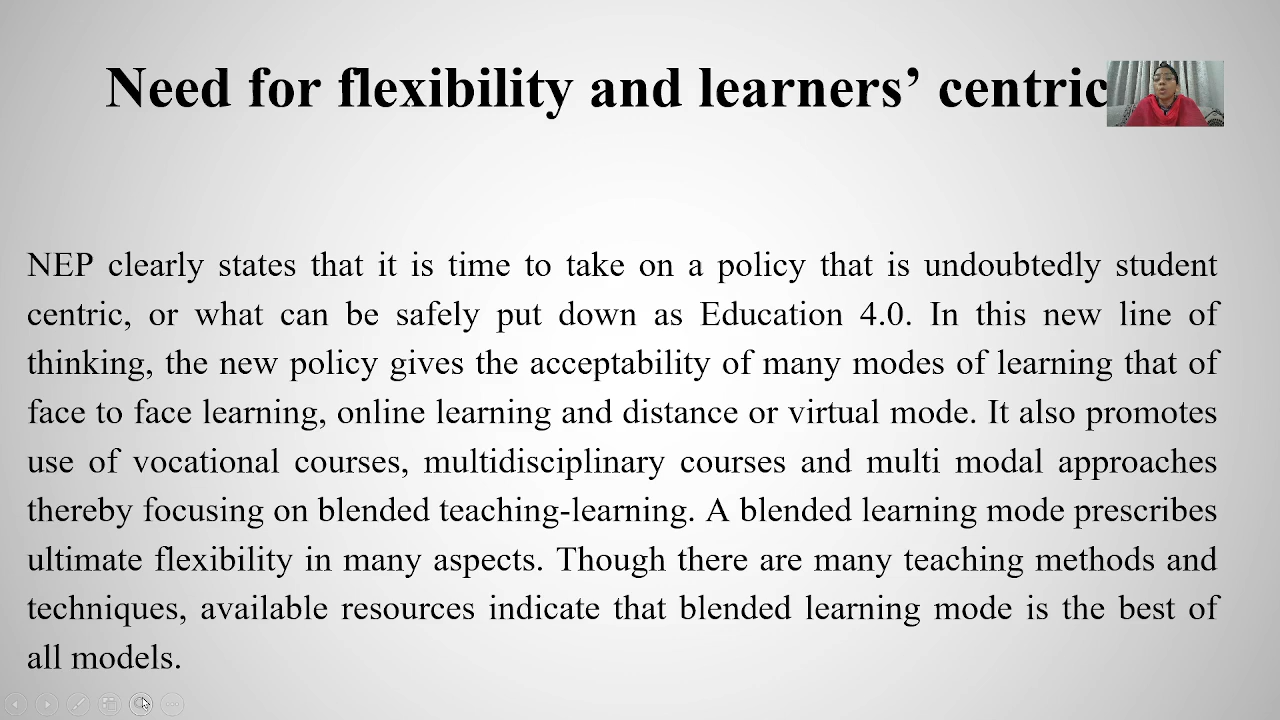 Need for flexibility and learners’ centric
NEP clearly states that it is time to take on a policy that is undoubtedly student
centric, or what can be safely put down as Education 4.0. In this new line of
thinking, the new policy gives the acceptability of many modes of learning that of
face to face learning, online learning and distance or virtual mode. It also promotes
use of vocational courses, multidisciplinary courses and multi modal approaches
thereby focusing on blended teaching-learning. A blended learning mode prescribes
ultimate flexibility in many aspects. Though there are many teaching methods and
techniques, available resources indicate that blended learning mode is the best of
all models.